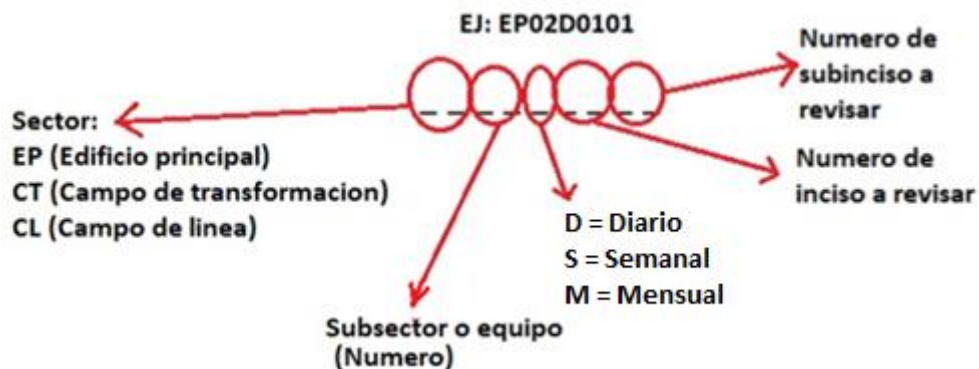 EJ: EP02D0101
Numero de
subinciso a
revisar
Sector:
EP (Edificio principal)
CT (Campo de transformacion)
CL (Campo de linea)
Numero de
inciso a revisar
D = Diario
S = Semanal
M = Mensual
Subsector o equipo
(Numero)